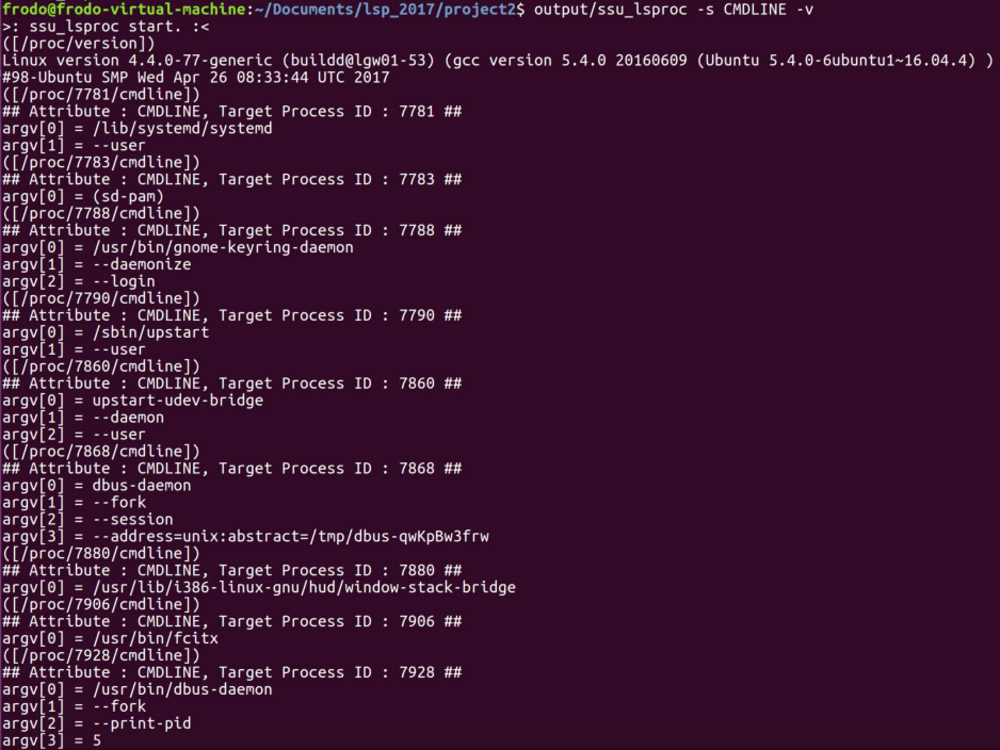 frodo@frodo-virtual-machine:~/Documents/lsp_2017/project2$ output/ssu_lsproc -s CMDLINE -v
>: ssu_lsproc start. :<
([/proc/version])
Linux version 4.4.0-77-generic (buildd@lgw01-53) (gcc version 5.4.0 20160609 (Ubuntu 5.4.0-6ubuntu1~16.04.4) )
#98-Ubuntu SMP Wed Apr 26 08:33:44 UTC 2017
([/proc/7781/cmdline])
## Attribute : CMDLINE, Target Process ID : 7781 ##
argv[0] = /lib/systemd/systemd
argv[1] = --user
([/proc/7783/cmdline])
## Attribute : CMDLINE, Target Process ID : 7783 ##
argv[0] = (sd-pam)
([/proc/7788/cmdline])
## Attribute : CMDLINE, Target Process ID : 7788 ##
argv[0] = /usr/bin/gnome-keyring-daemon
argv[1] = --daemonize
argv[2] = --login
([/proc/7790/cmdline])
## Attribute : CMDLINE, Target Process ID : 7790 ##
argv[0] = /sbin/upstart
argv[1] = --user
([/proc/7860/cmdline])
## Attribute : CMDLINE, Target Process ID : 7860 ##
argv[0] = upstart-udev-bridge
argv[1] = --daemon
argv[2] = --user
([/proc/7868/cmdline])
## Attribute : CMDLINE, Target Process ID : 7868 ##
argv[0] = dbus-daemon
argv[1] = --fork
argv[2] = --session
argv[3] = --address=unix:abstract=/tmp/dbus-qwKpBw3frw
([/proc/7880/cmdline])
## Attribute : CMDLINE, Target Process ID : 7880 ##
argv[0] = /usr/lib/i386-linux-gnu/hud/window-stack-bridge
([/proc/7906/cmdline])
## Attribute : CMDLINE, Target Process ID : 7906 ##
argv[0] = /usr/bin/fcitx
([/proc/7928/cmdline])
## Attribute : CMDLINE, Target Process ID : 7928 ##
argv[0] = /usr/bin/dbus-daemon
argv[1] = --fork
argv[2] = --print-pid
argv[3] = 5